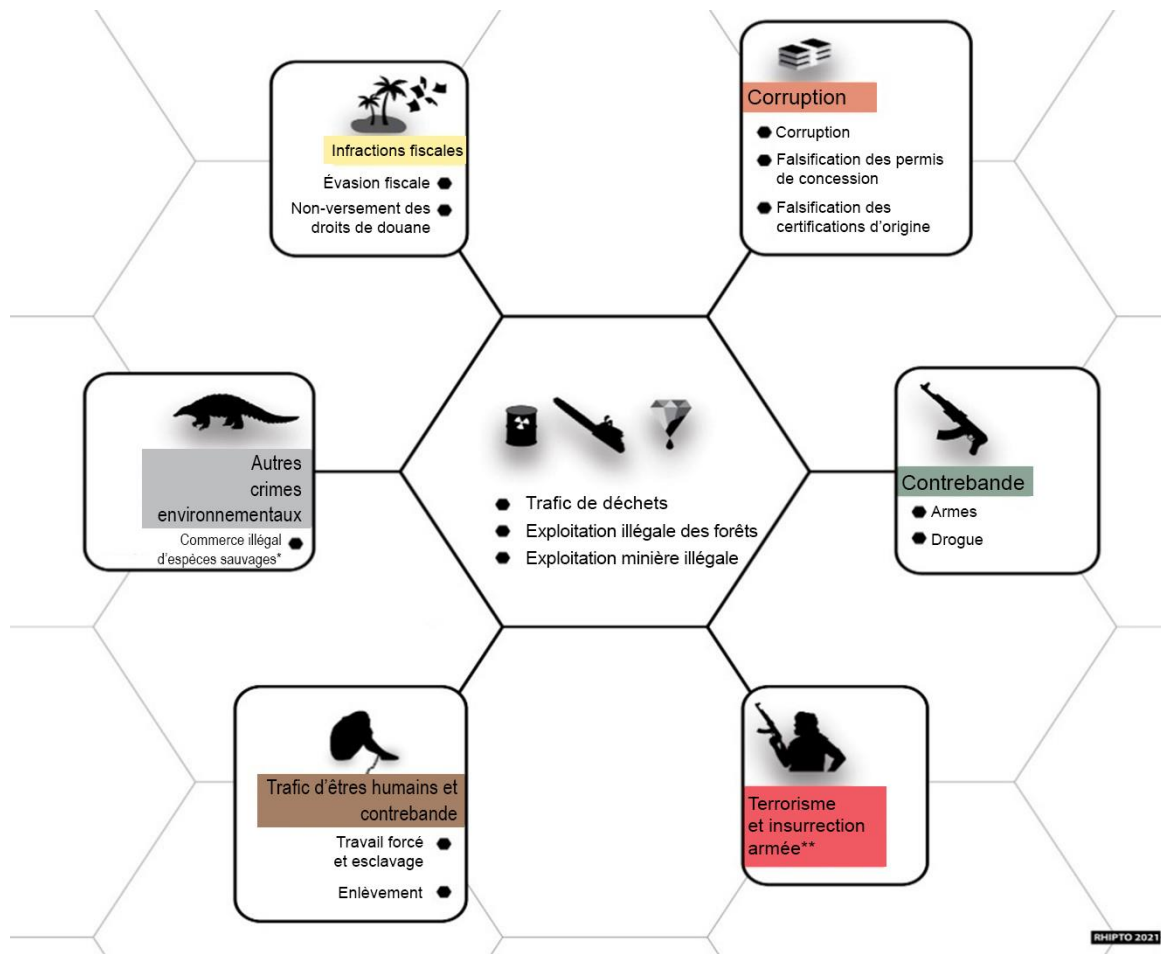 Infractions fiscales
Évasion fiscale
Non-versement des
droits de douane
Corruption
Corruption
Falsification des permis
de concession
Falsification des
certifications d'origine
Autres
crimes
environnementaux
Commerce illégal
d'espèces sauvages*
Trafic de déchets
Exploitation illégale des forêts
Exploitation minière illégale
Contrebande
Armes
Drogue
Trafic d'êtres humains et
contrebande
Travail forcé
et esclavage
Enlèvement
Terrorisme
et insurrection
armée**
RHIPTO 2021